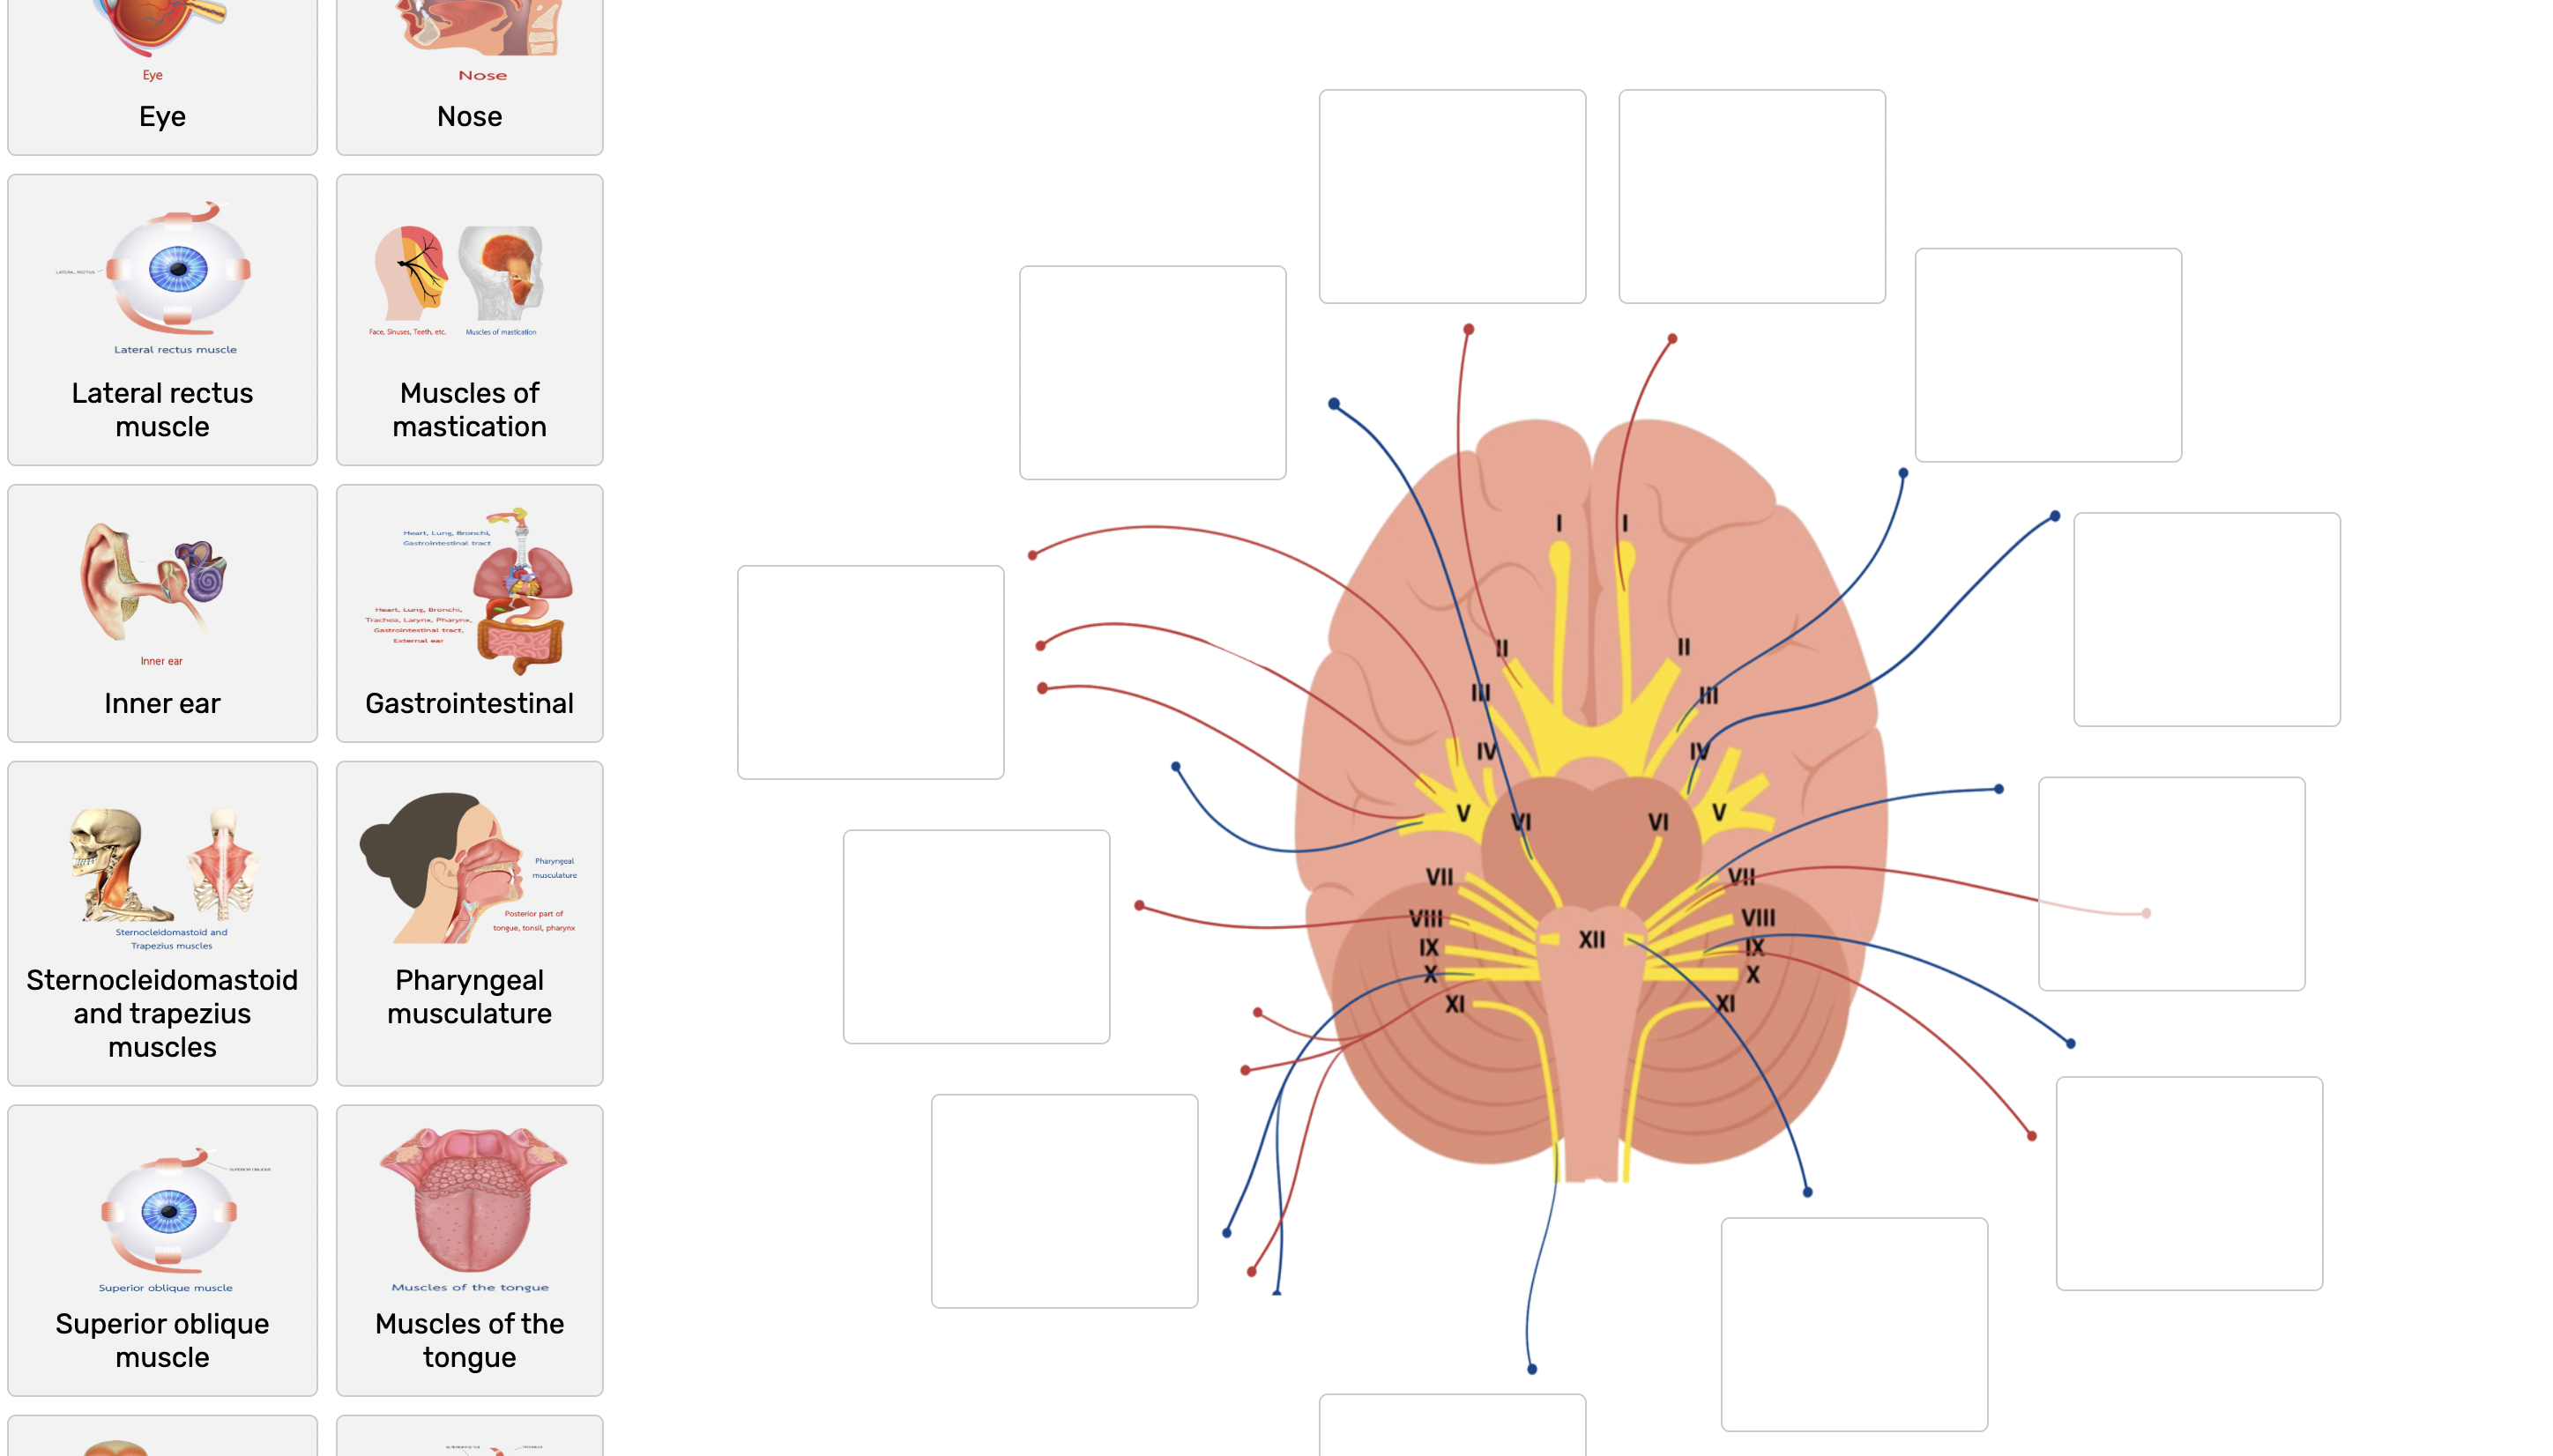 Eye
Eye
Nose
Nose
LATERAL RECTUS
Lateral rectus muscle
Lateral rectus
muscle
Face, Sinuses, Teeth, etc.
Muscles of mastication
Muscles of
mastication
Inner ear
Inner ear
Heart, Lung, Bronchi,
Gastrointestinal tract
Heart, Lung, Bronchi,
Trachea, Larynx, Pharynx,
Gastrointestinal tract,
External ear
Gastrointestinal
Sternocleidomastoid and
Trapezius muscles
Sternocleidomastoid
and trapezius
muscles
Pharyngeal
musculature
Posterior part of
tongue, tonsil, pharynx
Pharyngeal
musculature
SUPERIOR OBLIQUE
Superior oblique muscle
Superior oblique
muscle
Muscles of the tongue
Muscles of the
tongue
I I
II II
III III
IV IV
V V
VI VI
VII VII
VIII VIII
XII
IX IX
X X
XI XI